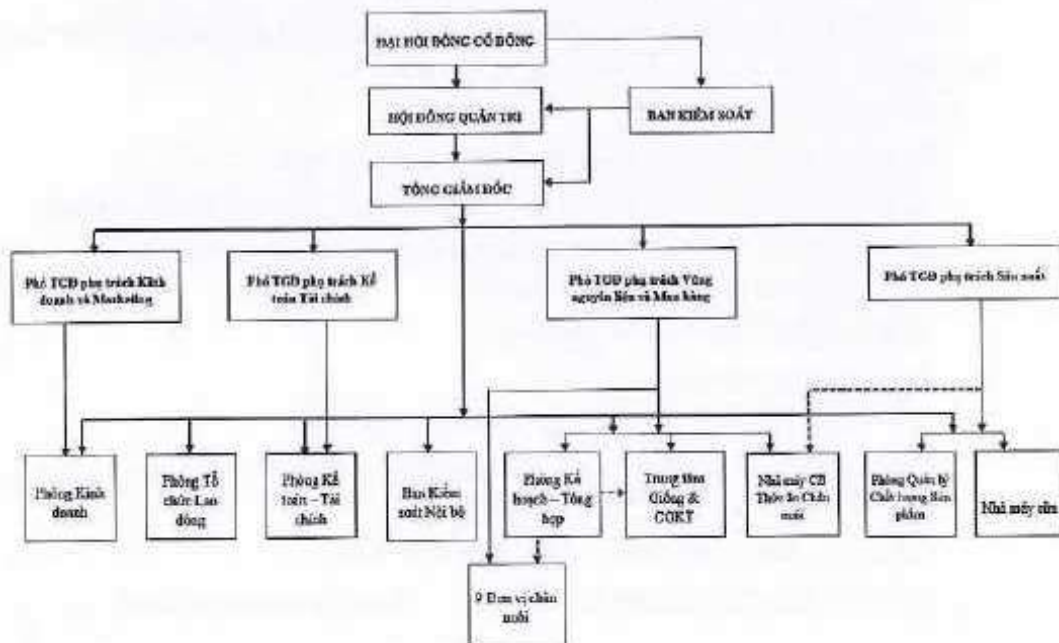 ĐẠI HỘI ĐỒNG CỔ ĐÔNG
HỘI ĐỒNG QUẢN TRỊ
BAN KIỂM SOÁT
TỔNG GIÁM ĐỐC
Phó TGĐ phụ trách Kinh
doanh và Marketing
Phó TGĐ phụ trách Kế
toán Tài chính
Phó TGĐ phụ trách Vùng
nguyên liệu và Mua hàng
Phó TGĐ phụ trách Sản xuất
Phòng Kinh
doanh
Phòng Tổ
chức Lao
động
Phòng Kế
toán – Tài
chính
Ban Kiểm
soát Nội bộ
Phòng Kế
hoạch – Tổng
hợp
Trung tâm
Giống &
CGKT
Nhà máy CB
Thức ăn Chăn
nuôi
Phòng Quản lý
Chất lượng Sản
phẩm
Nhà máy sữa
9 Đơn vị chăn
nuôi